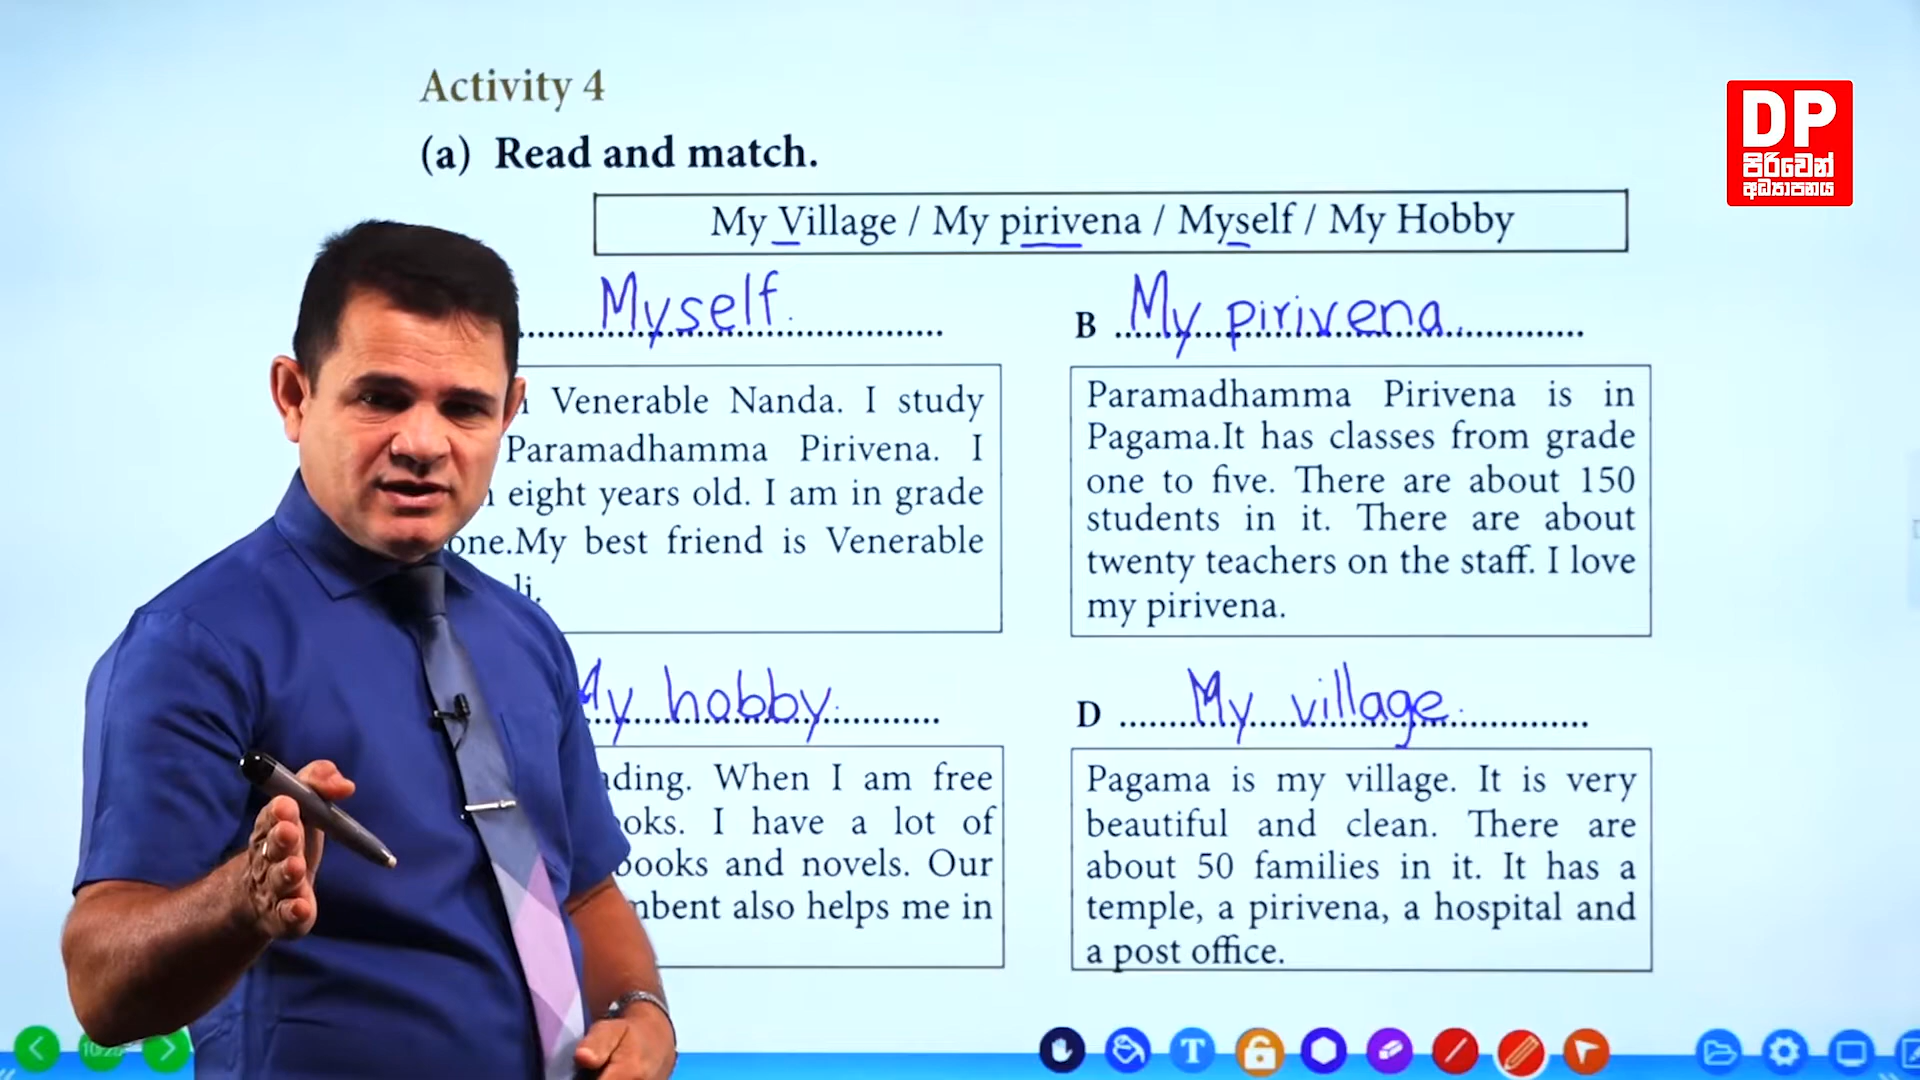 Activity 4
(a) Read and match.
DP
පිරිවෙන්
අධ්‍යාපනය
My Village / My pirivena / Myself / My Hobby
Myself.
B My pirivena.
Venerable Nanda. I study
Paramadhamma Pirivena. I
eight years old. I am in grade
one.My best friend is Venerable
Paramadhamma Pirivena is in
Pagama.It has classes from grade
one to five. There are about 150
students in it. There are about
twenty teachers on the staff. I love
my pirivena.
My hobby.
D My village.
When I am free
I have a lot of
books and novels. Our
also helps me in
Pagama is my village. It is very
beautiful and clean. There are
about 50 families in it. It has a
temple, a pirivena, a hospital and
a post office.
T